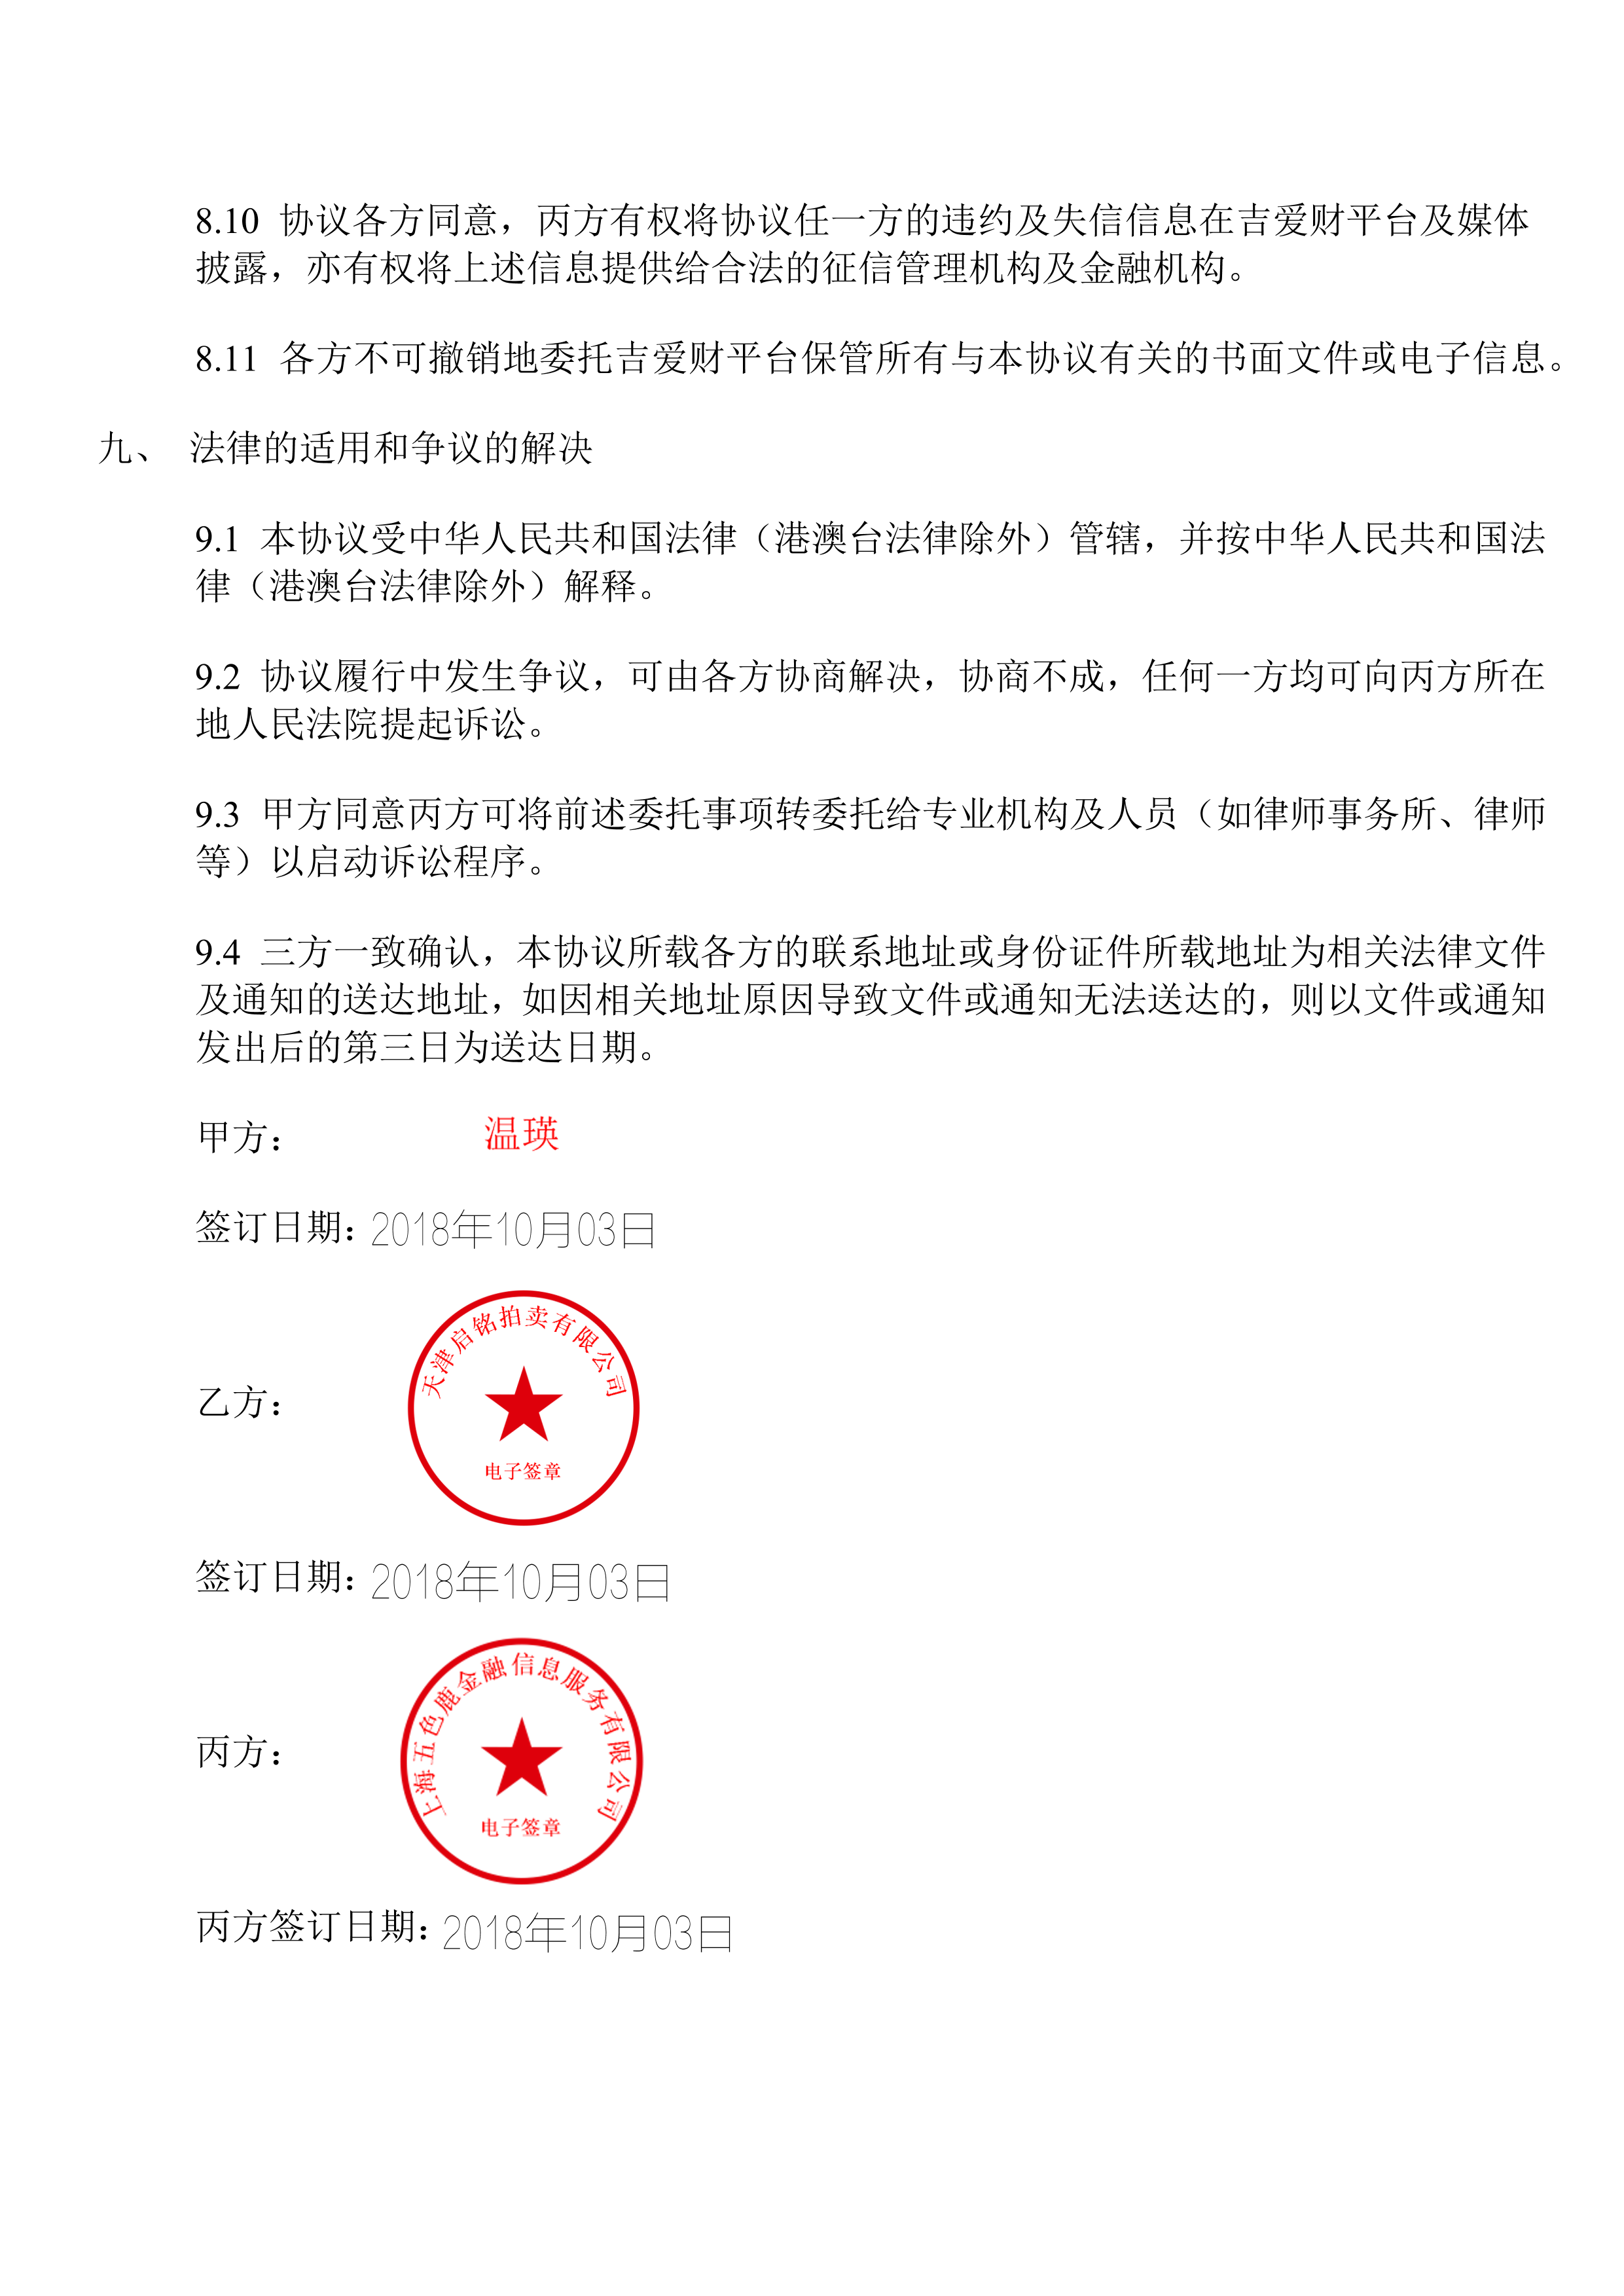 8.10 协议各方同意，丙方有权将协议任一方的违约及失信信息在吉爱财平台及媒体
披露，亦有权将上述信息提供给合法的征信管理机构及金融机构。
8.11 各方不可撤销地委托吉爱财平台保管所有与本协议有关的书面文件或电子信息。
九、 法律的适用和争议的解决
9.1 本协议受中华人民共和国法律（港澳台法律除外）管辖，并按中华人民共和国法
律（港澳台法律除外）解释。
9.2 协议履行中发生争议，可由各方协商解决，协商不成，任何一方均可向丙方所在
地人民法院提起诉讼。
9.3 甲方同意丙方可将前述委托事项转委托给专业机构及人员（如律师事务所、律师
等）以启动诉讼程序。
9.4 三方一致确认，本协议所载各方的联系地址或身份证件所载地址为相关法律文件
及通知的送达地址，如因相关地址原因导致文件或通知无法送达的，则以文件或通知
发出后的第三日为送达日期。
甲方： 温瑛
签订日期：2018年10月03日
天津启铭拍卖有限公司
乙方：
电子签章
签订日期：2018年10月03日
上海五色鹿金融信息服务有限公司
丙方：
电子签章
丙方签订日期：2018年10月03日